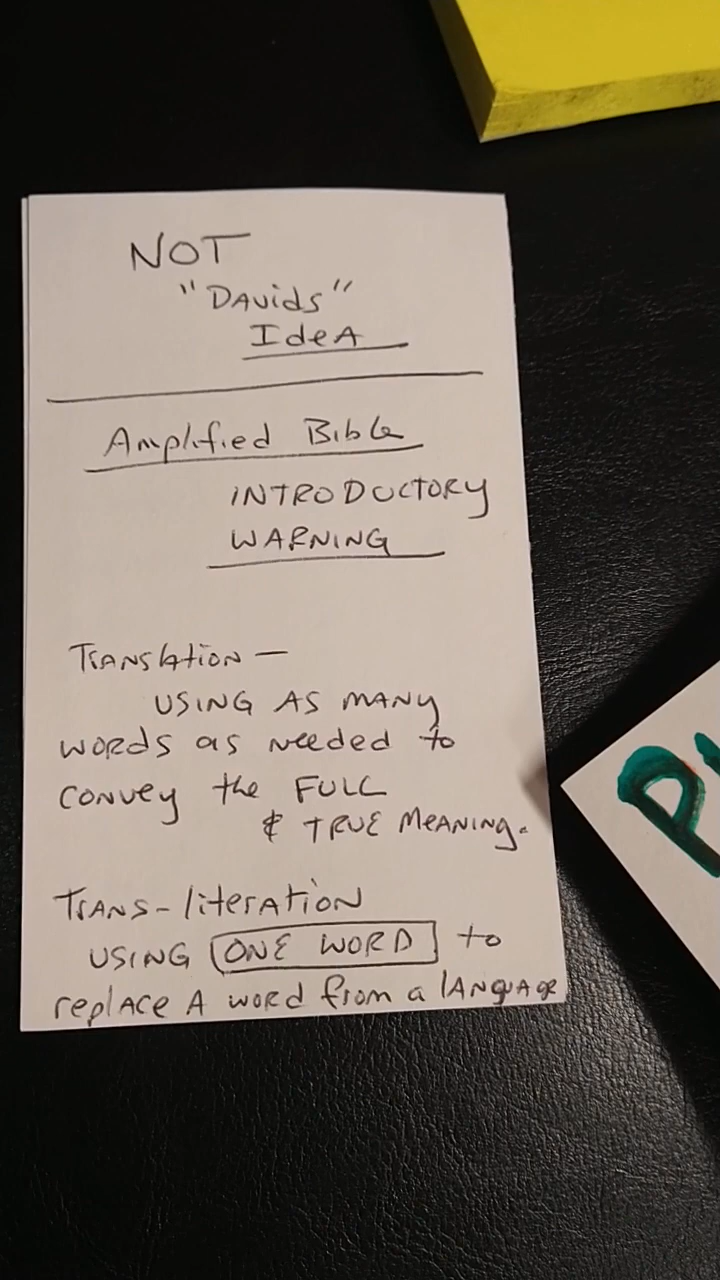 NOT
"DAVids"
IdeA
Amplified Bible
INTRODUCTORY
WARNING
TRANSlation —
USING AS MANY
WORDS as Needed to
CONVEY the FULL
& TRUE MeANING.
TRANS-literATION
USING ONE WORD to
replACE A WORD from a lANguAge